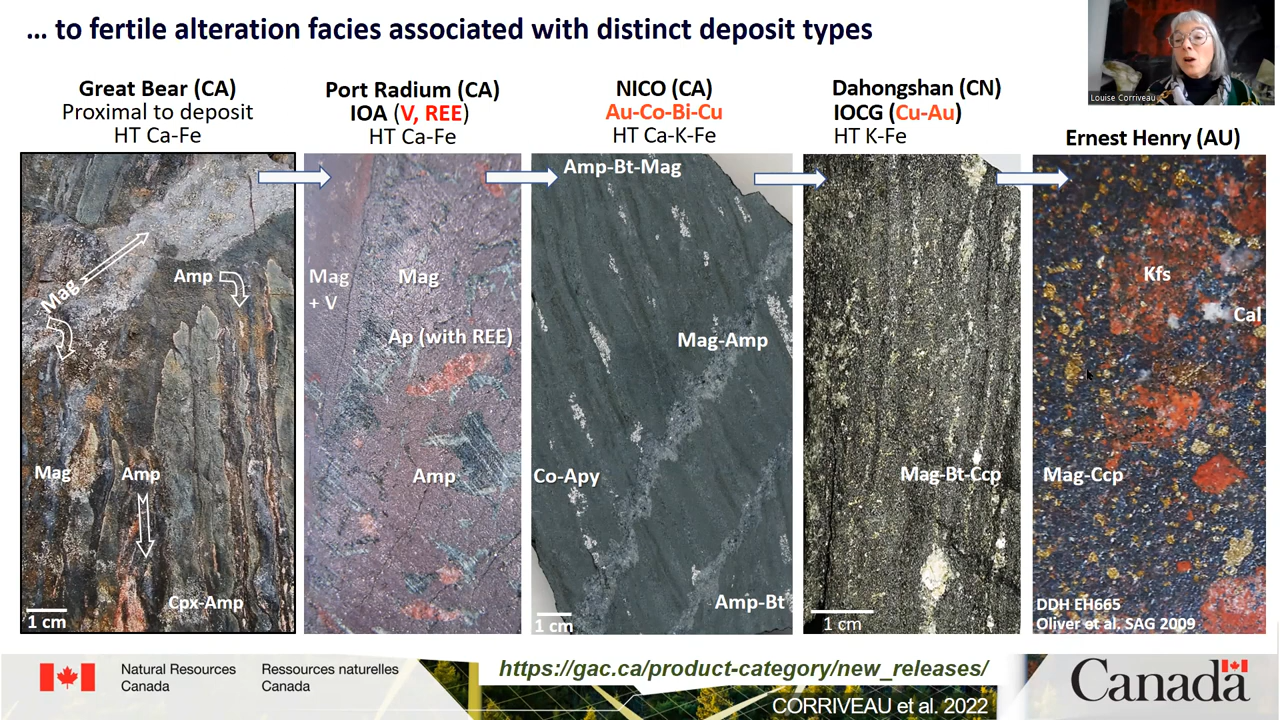 ... to fertile alteration facies associated with distinct deposit types
Louise Corriveau
Great Bear (CA)
Proximal to deposit
HT Ca-Fe
Port Radium (CA)
IOA (V, REE)
HT Ca-Fe
NICO (CA)
Au-Co-Bi-Cu
HT Ca-K-Fe
Dahongshan (CN)
IOCG (Cu-Au)
HT K-Fe
Ernest Henry (AU)
Mag
Amp
Mag
Amp
Cpx-Amp
1 cm
Mag
+ V
Mag
Ap (with REE)
Amp
Amp-Bt-Mag
Mag-Amp
Co-Apy
Amp-Bt
1 cm
Mag-Bt-Ccp
1 cm
Kfs
Cal
Mag-Ccp
DDH EH665
Oliver et al. SAG 2009
Natural Resources
Canada
Ressources naturelles
Canada
https://gac.ca/product-category/new_releases/
CORRIVEAU et al. 2022
Canada